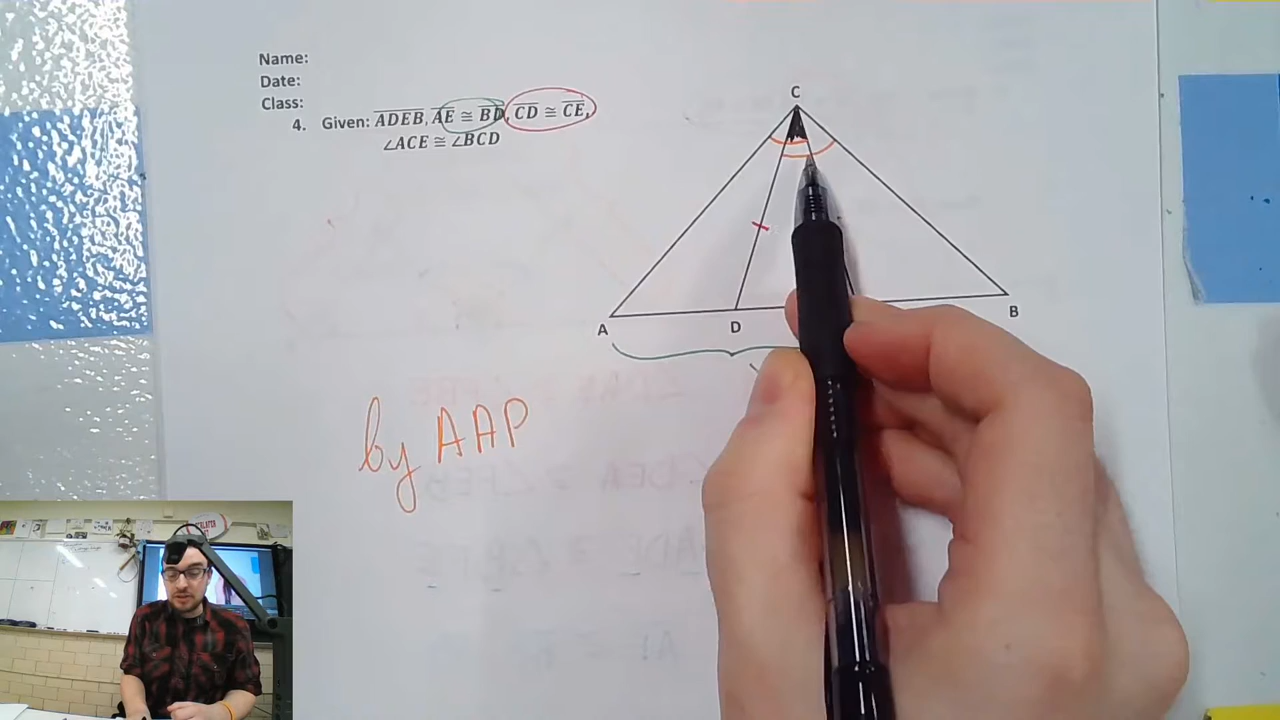 Name:
Date:
Class:
4. Given: ADEB, AE ≅ BD, CD ≅ CE,
∠ACE ≅ ∠BCD
C
A
D
B
by AAP